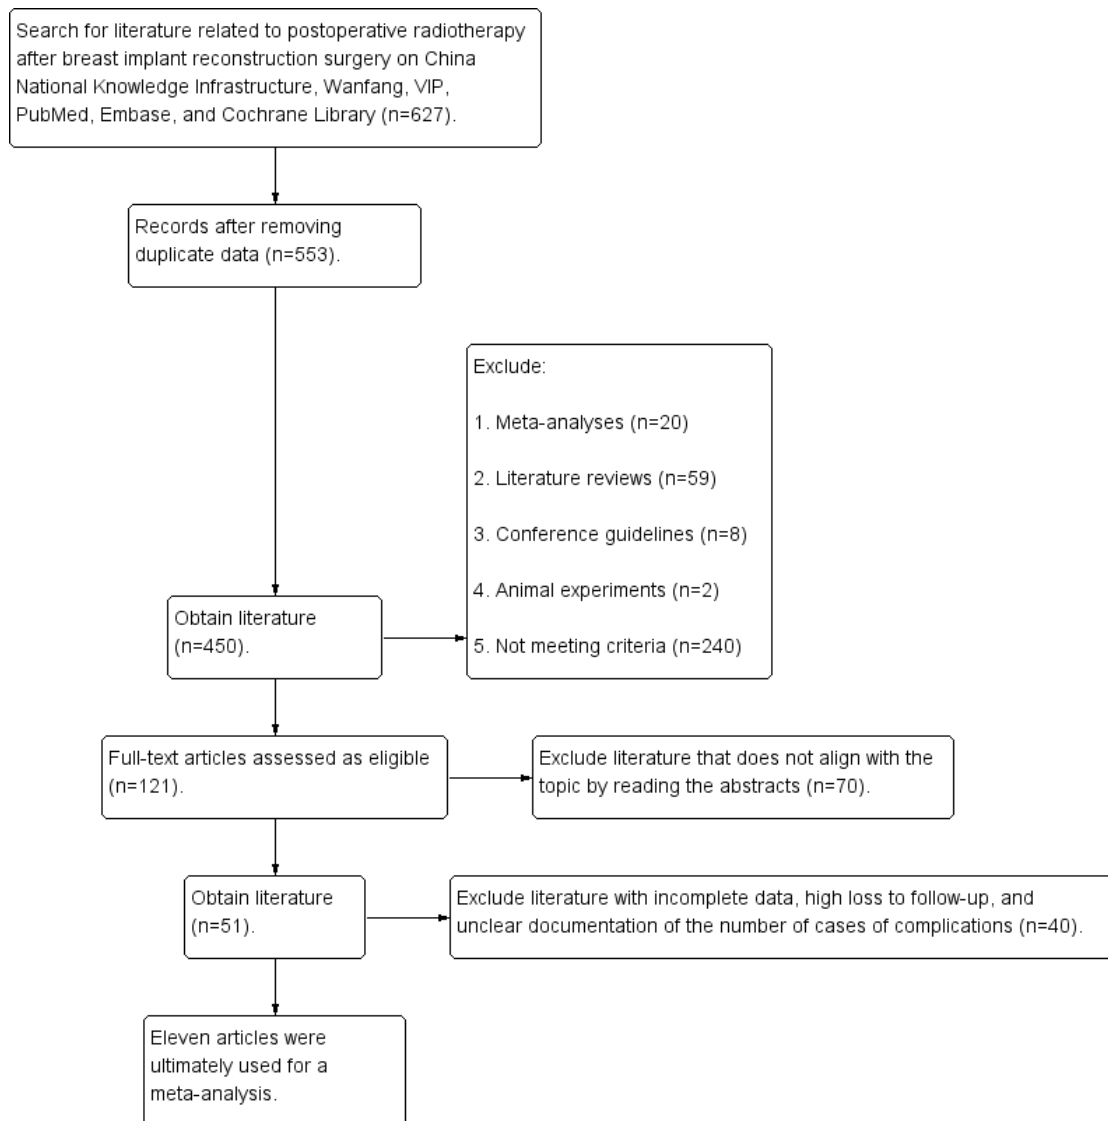 Search for literature related to postoperative radiotherapy
after breast implant reconstruction surgery on China
National Knowledge Infrastructure, Wanfang, VIP,
PubMed, Embase, and Cochrane Library (n=627).
Records after removing
duplicate data (n=553).
Exclude:
1. Meta-analyses (n=20)
2. Literature reviews (n=59)
3. Conference guidelines (n=8)
4. Animal experiments (n=2)
5. Not meeting criteria (n=240)
Obtain literature
(n=450).
Full-text articles assessed as eligible
(n=121).
Exclude literature that does not align with the
topic by reading the abstracts (n=70).
Obtain literature
(n=51).
Exclude literature with incomplete data, high loss to follow-up, and
unclear documentation of the number of cases of complications (n=40).
Eleven articles were
ultimately used for a
meta-analysis.